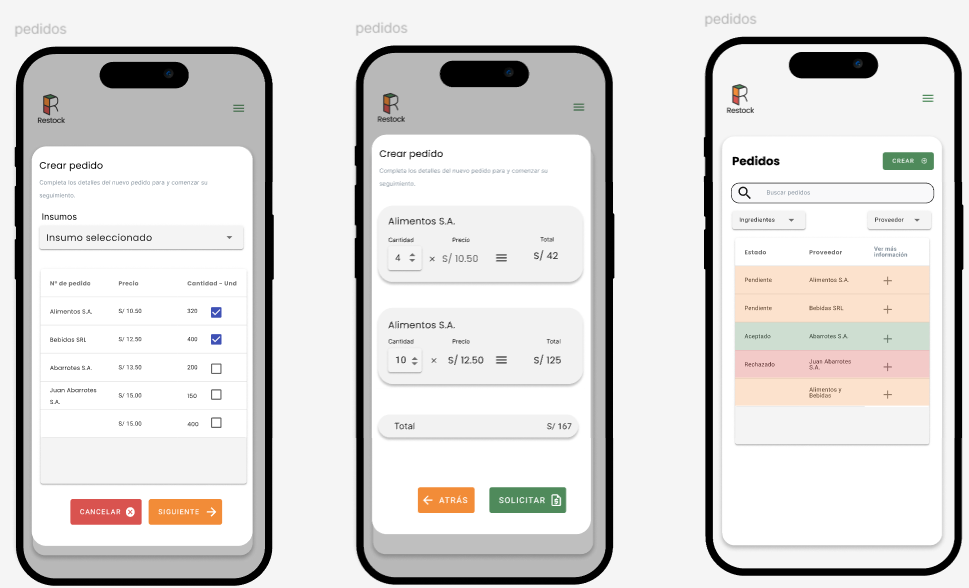 pedidos
Restock
Crear pedido
Completa los detalles del nuevo pedido para y comenzar su
seguimiento.
Insumos
Insumo seleccionado
N° de pedido Precio Cantidad - Und
Alimentos S.A. S/ 10.50 320
Bebidas SRL S/ 12.50 400
Abarrotes S.A. S/ 13.50 200
Juan Abarrotes
S.A. S/ 15.00 150
S/ 15.00 400
CANCELAR SIGUIENTE
pedidos
Restock
Crear pedido
Completa los detalles del nuevo pedido para y comenzar su
seguimiento.
Alimentos S.A.
Cantidad Precio Total
4 × S/ 10.50 S/ 42
Alimentos S.A.
Cantidad Precio Total
10 × S/ 12.50 S/ 125
Total S/ 167
ATRÁS SOLICITAR
pedidos
Restock
Pedidos CREAR
Buscar pedidos
Ingredientes Proveedor
Estado Proveedor Ver más
información
Pendiente Alimentos S.A.
Pendiente Bebidas SRL
Aceptado Abarrotes S.A.
Rechazado Juan Abarrotes
S.A.
Alimentos y
Bebidas